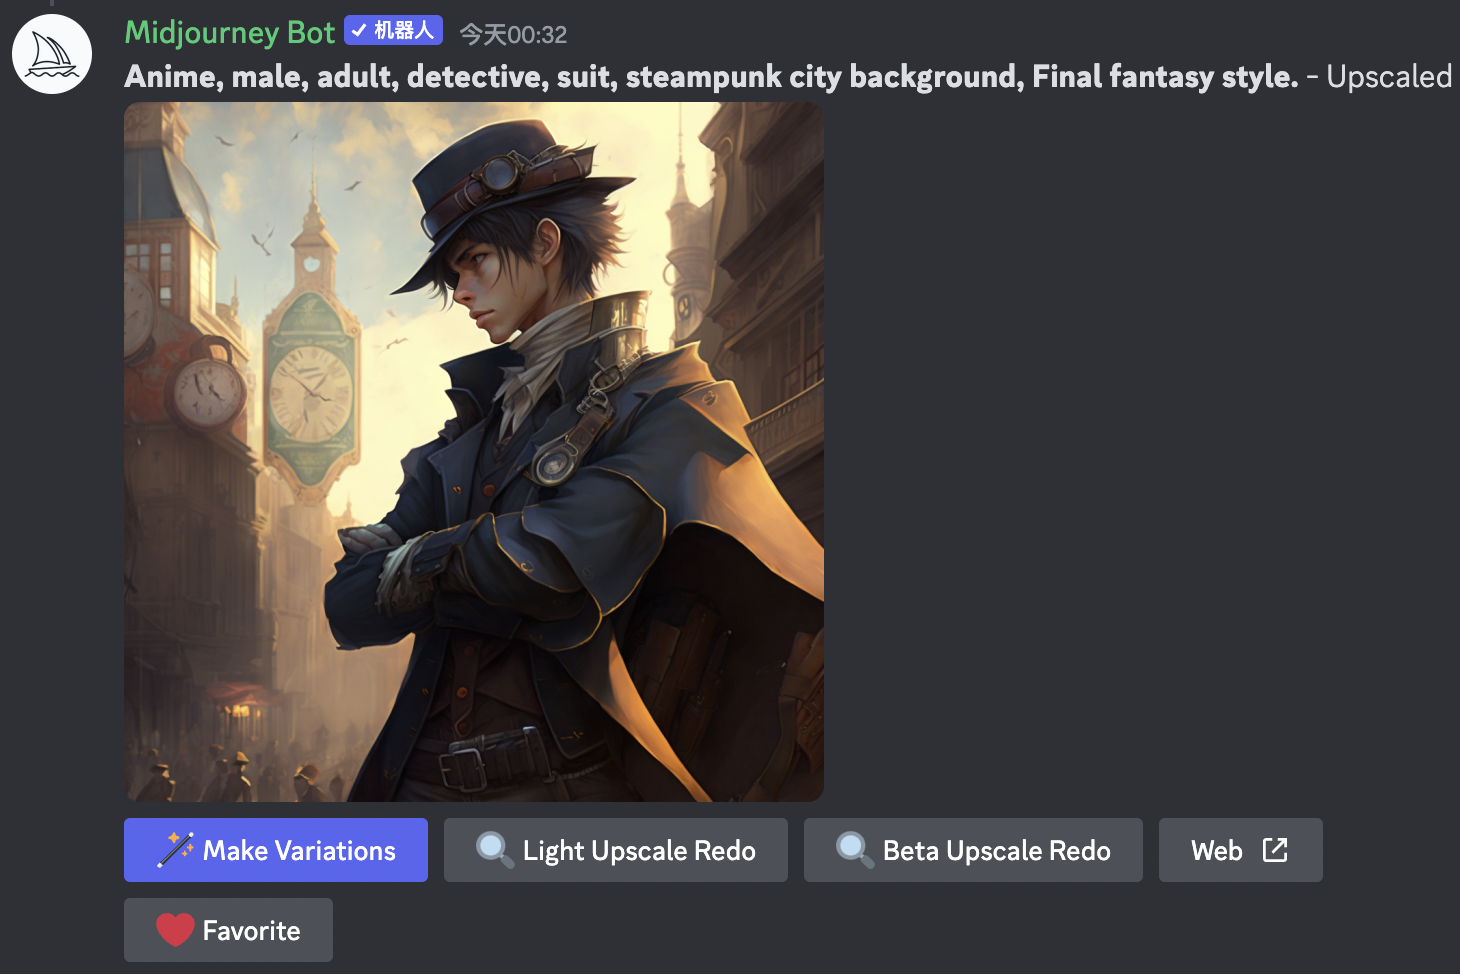 Midjourney Bot ✓ 机器人 今天00:32
Anime, male, adult, detective, suit, steampunk city background, Final fantasy style. - Upscaled
Make Variations
Light Upscale Redo
Beta Upscale Redo
Web
Favorite